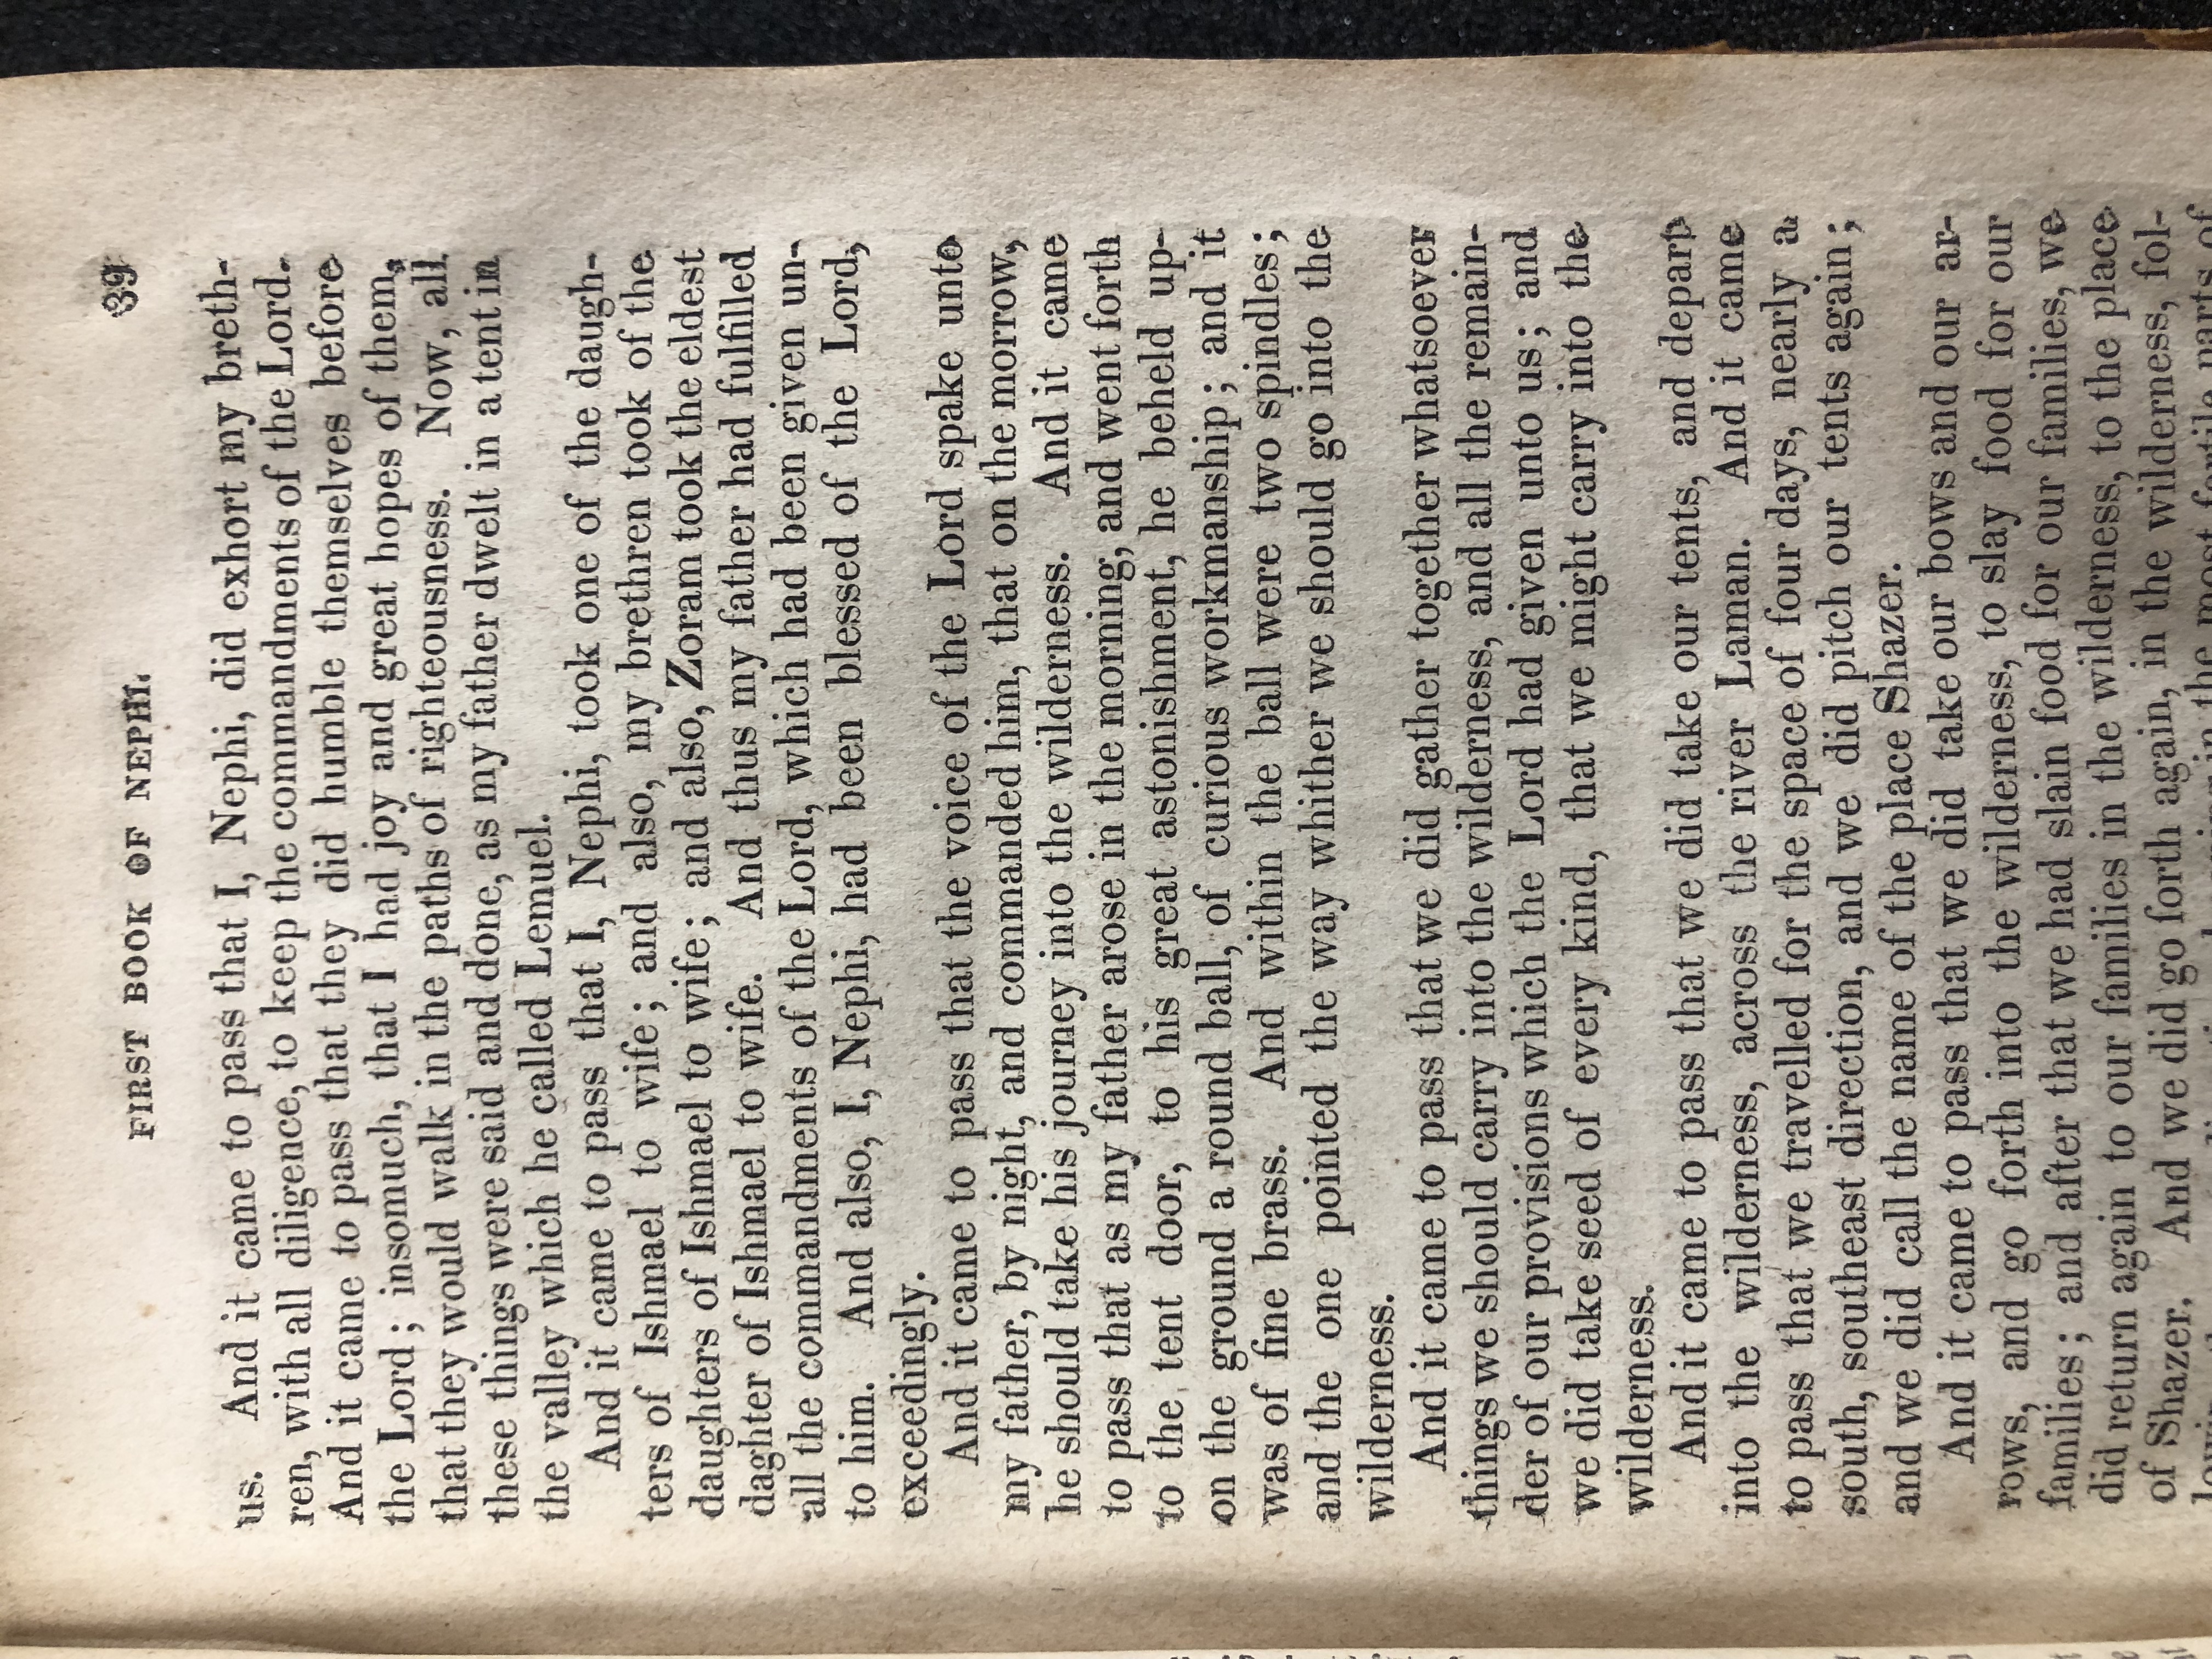 FIRST BOOK OF NEPHI. 39
us. And it came to pass that I, Nephi, did exhort my breth-
ren, with all diligence, to keep the commandments of the Lord.
And it came to pass that they did humble themselves before
the Lord; insomuch, that I had joy and great hopes of them,
that they would walk in the paths of righteousness. Now, all
these things were said and done, as my father dwelt in a tent in
the valley which he called Lemuel.
And it came to pass that I, Nephi, took one of the daugh-
ters of Ishmael to wife; and also, my brethren took of the
daughters of Ishmael to wife; and also, Zoram took the eldest
daghter of Ishmael to wife. And thus my father had fulfilled
all the commandments of the Lord, which had been given un-
to him. And also, I, Nephi, had been blessed of the Lord,
exceedingly.
And it came to pass that the voice of the Lord spake unto
my father, by night, and commanded him, that on the morrow,
he should take his journey into the wilderness. And it came
to pass that as my father arose in the morning, and went forth
to the tent door, to his great astonishment, he beheld up-
on the ground a round ball, of curious workmanship; and it
was of fine brass. And within the ball were two spindles;
and the one pointed the way whither we should go into the
wilderness.
And it came to pass that we did gather together whatsoever
things we should carry into the wilderness, and all the remain-
der of our provisions which the Lord had given unto us; and
we did take seed of every kind, that we might carry into the
wilderness.
And it came to pass that we did take our tents, and depart
into the wilderness, across the river Laman. And it came
to pass that we travelled for the space of four days, nearly a
south, southeast direction, and we did pitch our tents again;
and we did call the name of the place Shazer.
And it came to pass that we did take our bows and our ar-
rows, and go forth into the wilderness, to slay food for our
families; and after that we had slain food for our families, we
did return again to our families in the wilderness, to the place
of Shazer. And we did go forth again, in the wilderness, fol-
most fertile parts of